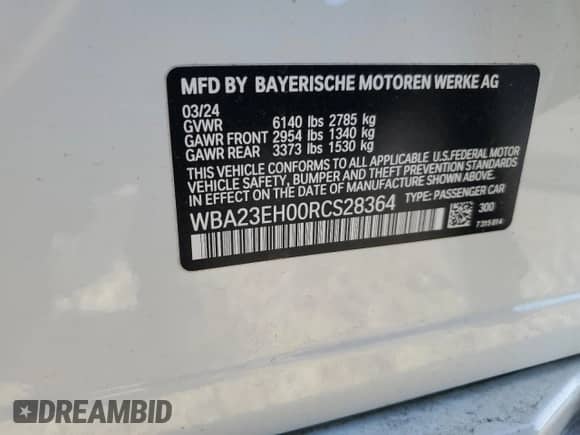 MFD BY BAYERISCHE MOTOREN WERKE AG
03/24
GVWR 6140 lbs 2785 kg
GAWR FRONT 2954 lbs 1340 kg
GAWR REAR 3373 lbs 1530 kg
THIS VEHICLE CONFORMS TO ALL APPLICABLE U.S.FEDERAL MOTOR
VEHICLE SAFETY, BUMPER AND THEFT PREVENTION STANDARDS
IN EFFECT ON THE DATE OF MANUFACTURE SHOWN ABOVE.
WBA23EH00RCS28364 TYPE: PASSENGER CAR
300
7315814
DREAMBID